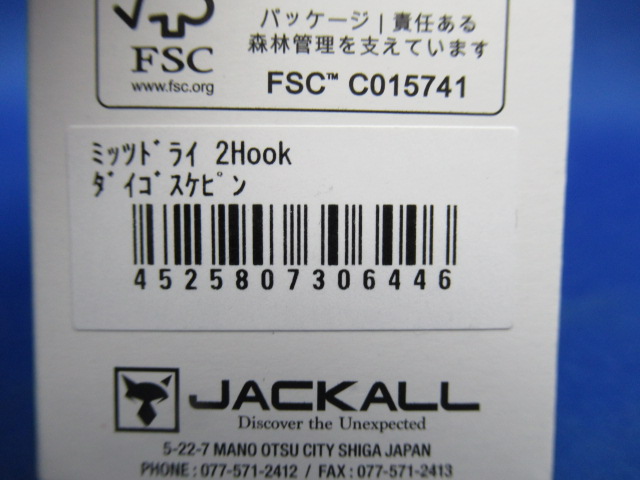 パッケージ | 責任ある
森林管理を支えています
FSC
www.fsc.org
FSC™ C015741
ミッツドライ 2Hook
ダイゴスケピン
4525807306446
JACKALL
Discover the Unexpected
5-22-7 MANO OTSU CITY SHIGA JAPAN
PHONE : 077-571-2412 / FAX : 077-571-2413